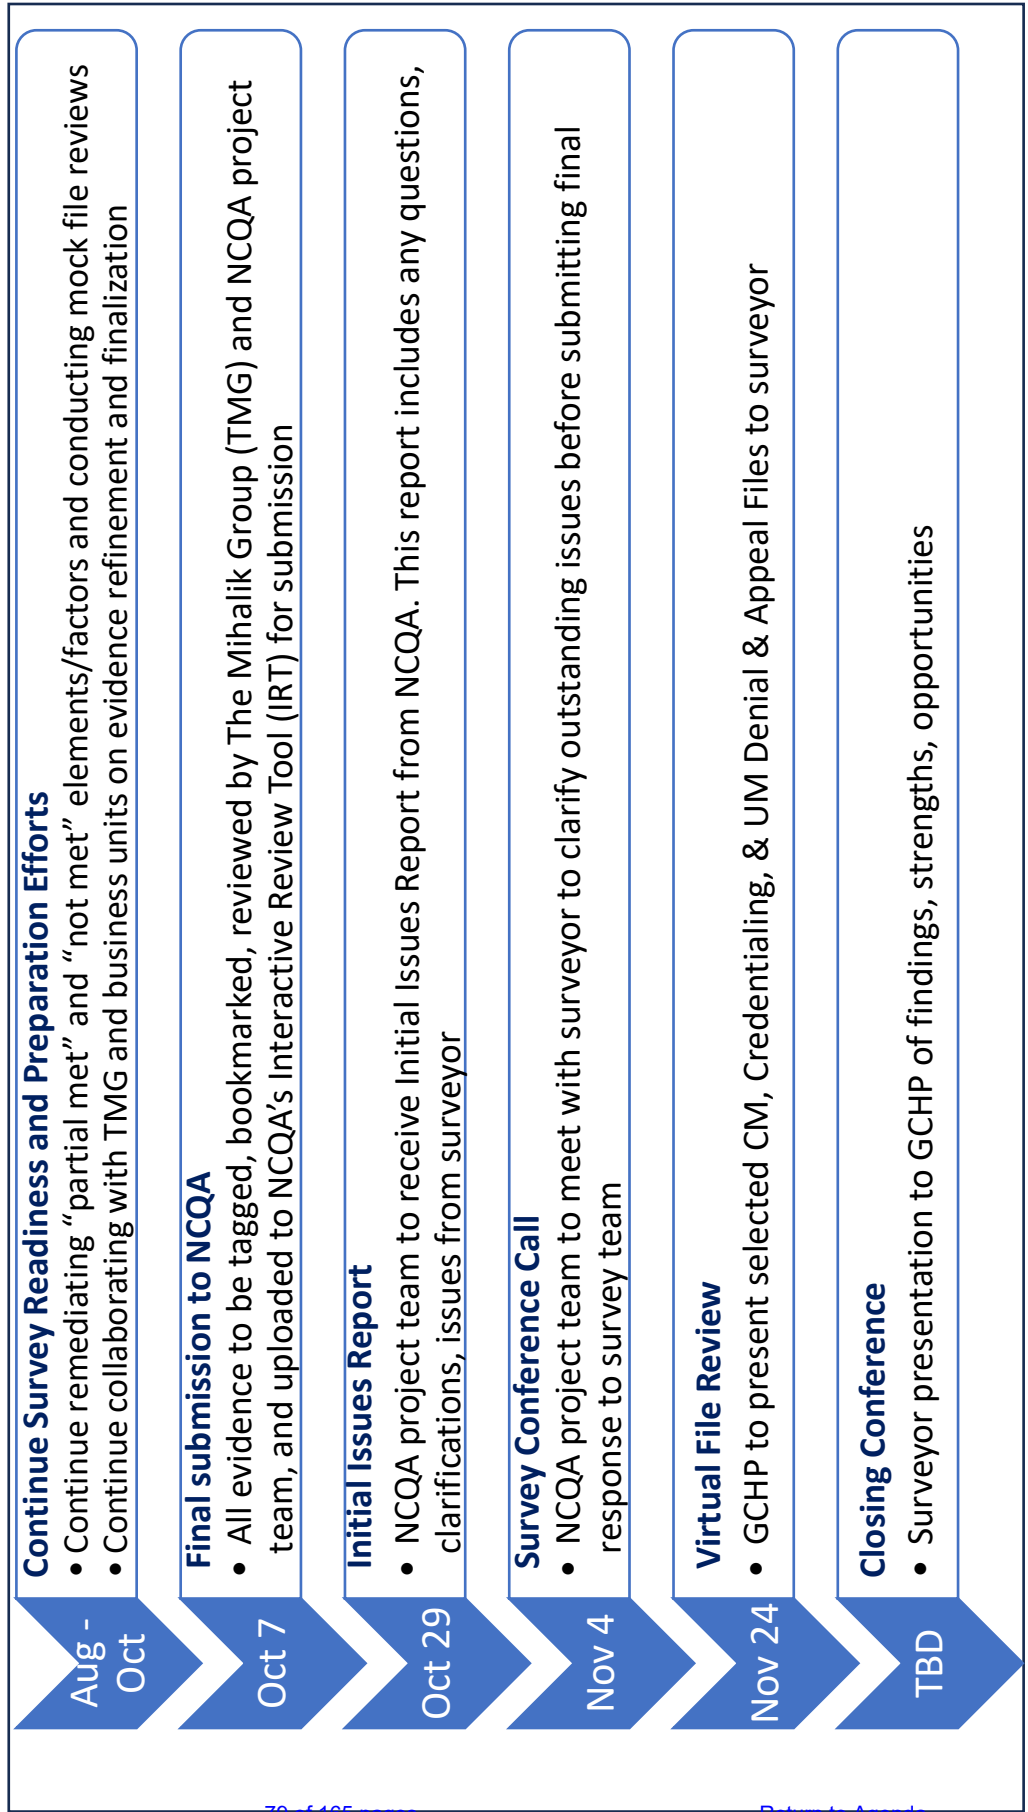 Aug -
Oct
Continue Survey Readiness and Preparation Efforts
• Continue remediating “partial met” and “not met” elements/factors and conducting mock file reviews
• Continue collaborating with TMG and business units on evidence refinement and finalization
Oct 7
Final submission to NCQA
• All evidence to be tagged, bookmarked, reviewed by The Mihalik Group (TMG) and NCQA project
team, and uploaded to NCQA’s Interactive Review Tool (IRT) for submission
Oct 29
Initial Issues Report
• NCQA project team to receive Initial Issues Report from NCQA. This report includes any questions,
clarifications, issues from surveyor
Nov 4
Survey Conference Call
• NCQA project team to meet with surveyor to clarify outstanding issues before submitting final
response to survey team
Nov 24
Virtual File Review
• GCHP to present selected CM, Credentialing, & UM Denial & Appeal Files to surveyor
TBD
Closing Conference
• Surveyor presentation to GCHP of findings, strengths, opportunities
of 165 pages
Return to Agenda